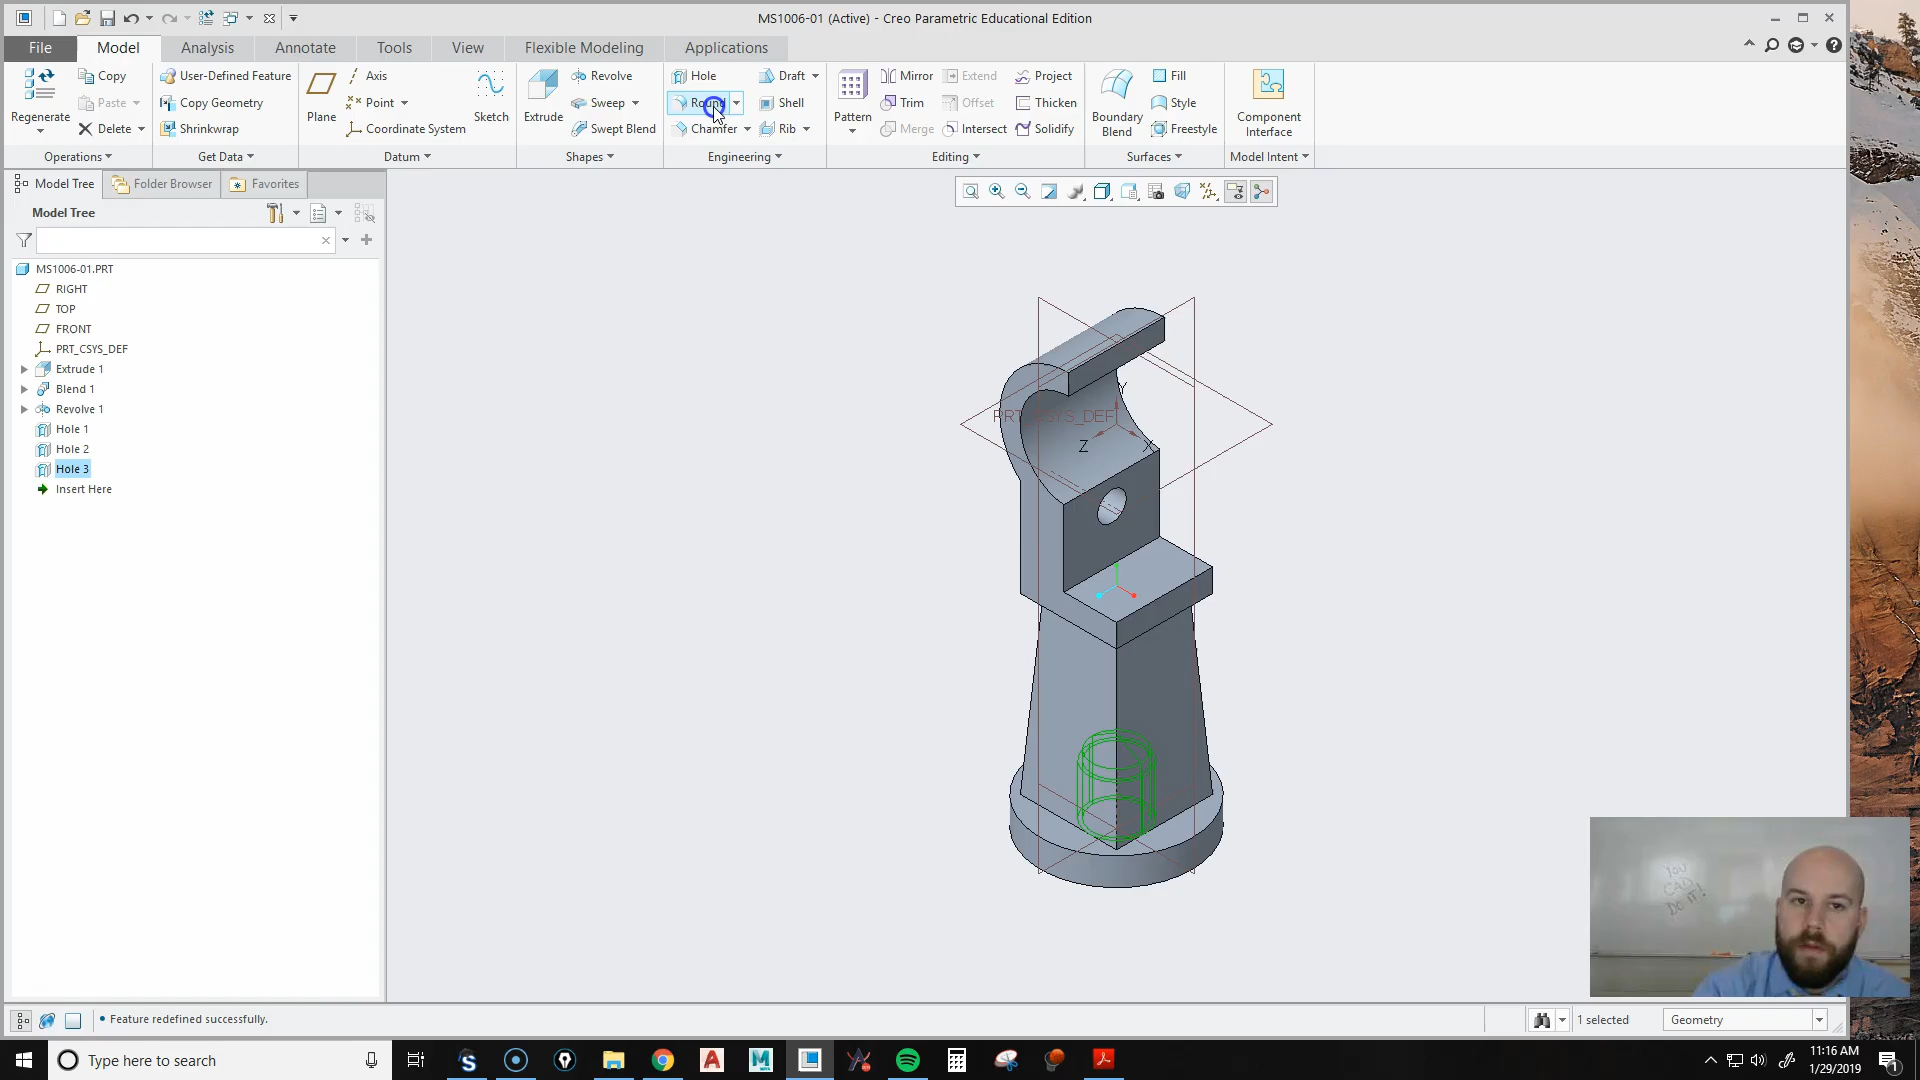 MS1006-01 (Active) - Creo Parametric Educational Edition
File Model Analysis Annotate Tools View Flexible Modeling Applications
Regenerate
Copy
Paste
Delete
Operations
User-Defined Feature
Copy Geometry
Shrinkwrap
Get Data
Plane
Axis
Point
Coordinate System
Sketch
Datum
Extrude
Revolve
Sweep
Swept Blend
Shapes
Hole
Round
Chamfer
Draft
Shell
Rib
Engineering
Pattern
Mirror
Trim
Merge
Extend
Offset
Intersect
Project
Thicken
Solidify
Editing
Boundary
Blend
Fill
Style
Freestyle
Surfaces
Component
Interface
Model Intent
Model Tree Folder Browser Favorites
Model Tree
MS1006-01.PRT
RIGHT
TOP
FRONT
PRT_CSYS_DEF
Extrude 1
Blend 1
Revolve 1
Hole 1
Hole 2
Hole 3
Insert Here
Y
PRT_CSYS_DEF
Z X
YOU
CAN
DO IT!
Feature redefined successfully.
1 selected
Geometry
Type here to search
11:16 AM
1/29/2019
1